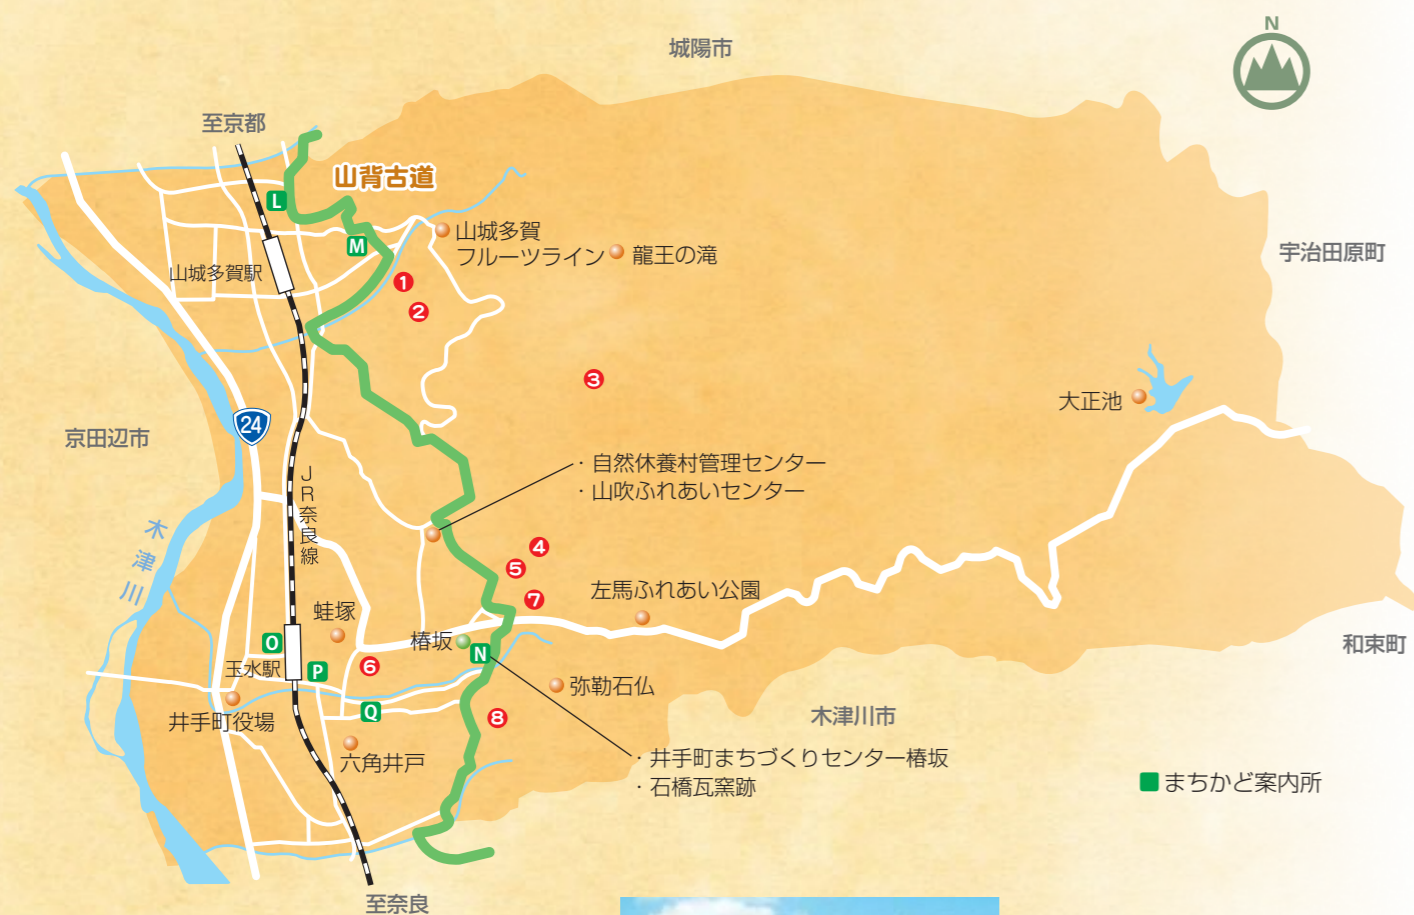 N
城陽市
至京都
山背古道
L
M
山城多賀
フルーツライン
龍王の滝
宇治田原町
山城多賀駅
1
2
3
大正池
24
京田辺市
JR奈良線
・自然休養村管理センター
・山吹ふれあいセンター
木津川
4
5
7
左馬ふれあい公園
蛙塚
O
椿坂
N
和束町
玉水駅
P
6
弥勒石仏
井手町役場
Q
8
木津川市
六角井戸
・井手町まちづくりセンター椿坂
・石橋瓦窯跡
まちかど案内所
至奈良